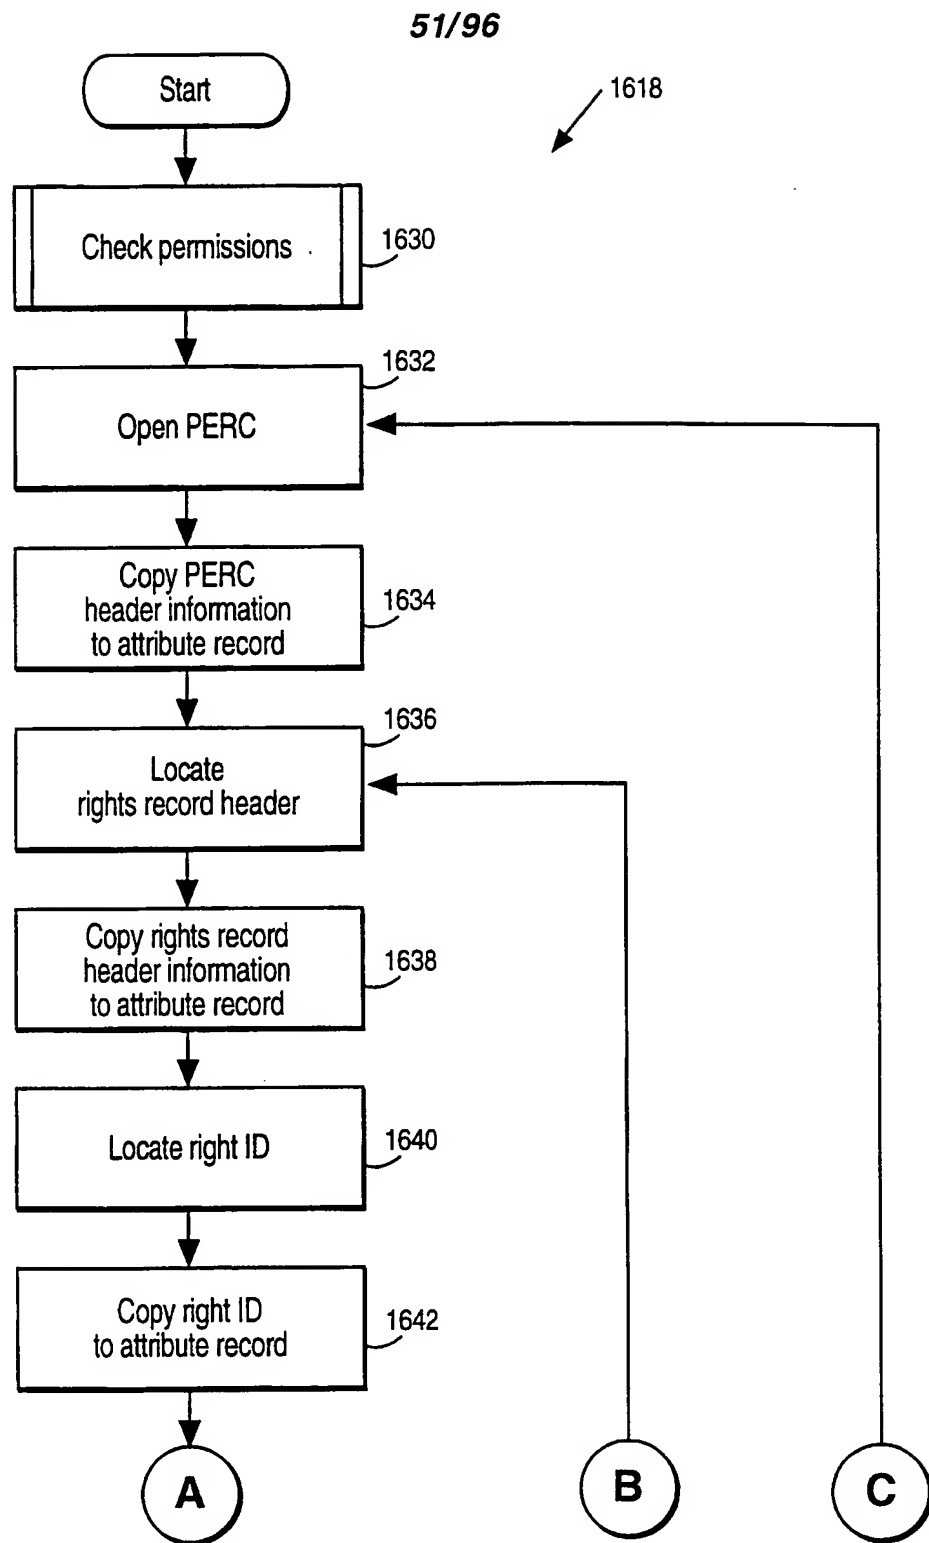 51/96
Start
1618
Check permissions
1630
1632
Open PERC
Copy PERC
header information
to attribute record
1634
1636
Locate
rights record header
Copy rights record
header information
to attribute record
1638
Locate right ID
1640
Copy right ID
to attribute record
1642
A
B
C